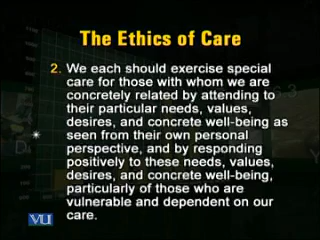 The Ethics of Care
2. We each should exercise special
care for those with whom we are
concretely related by attending to
their particular needs, values,
desires, and concrete well-being as
seen from their own personal
perspective, and by responding
positively to these needs, values,
desires, and concrete well-being,
particularly of those who are
vulnerable and dependent on our
care.
VU